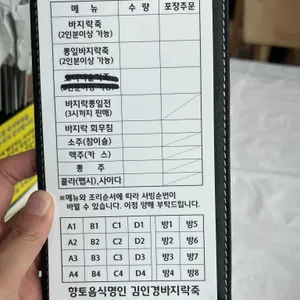 메 뉴 수 량 포장주문
바지락죽
(2인분이상 가능)
통일바지락죽
(2인분이상 가능)
바지락통일전
(3시까지 판매)
바지락 회무침
소주(참이슬)
맥주(카 스)
통 주
콜라(펩시),사이다
※메뉴와 조리순서에 따라 서빙순번이
바뀔 수 있습니다. 이점 양해 부탁드립니다.
A1 B1 C1 D1 방1 방5
A2 B2 C2 D2 방2 방6
A3 B3 C3 D3 방3 방7
A4 B4 C4 D4 방4 방8
향토음식명인 김인경바지락죽